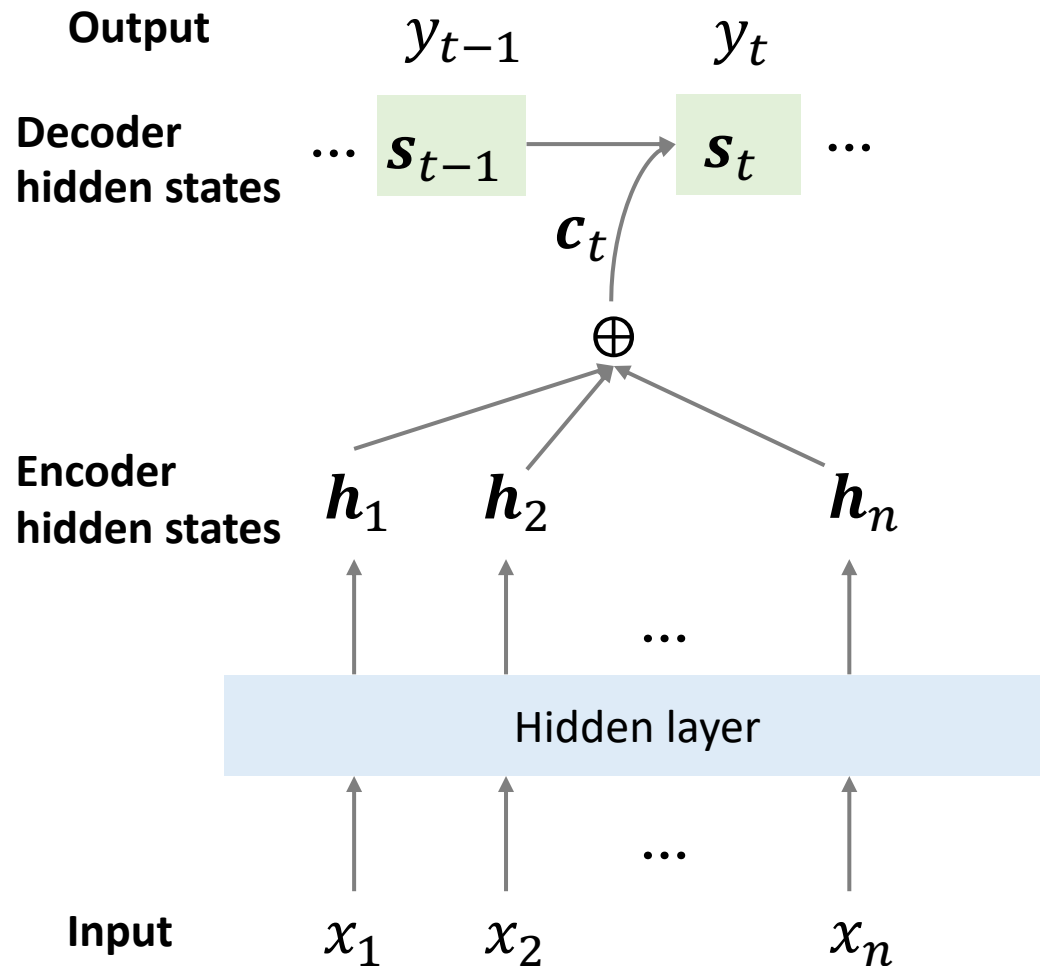 Output y_{t−1} y_t
Decoder
hidden states
... s_{t−1} s_t ...
c_t
⊕
Encoder
hidden states
h_1 h_2 h_n
...
Hidden layer
...
Input x_1 x_2 x_n